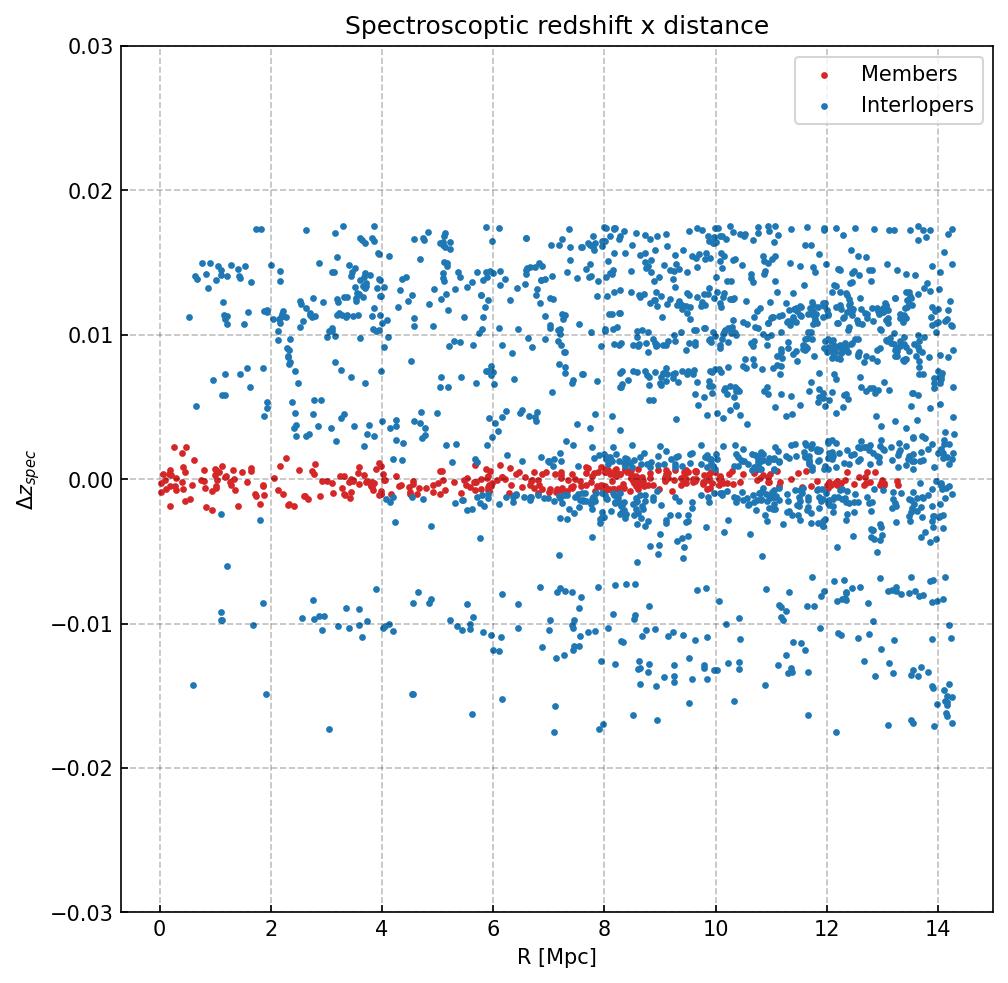 Spectroscoptic redshift x distance
0.03
Members
Interlopers
0.02
0.01
0.00
−0.01
−0.02
−0.03
Δz_spec
0 2 4 6 8 10 12 14
R [Mpc]